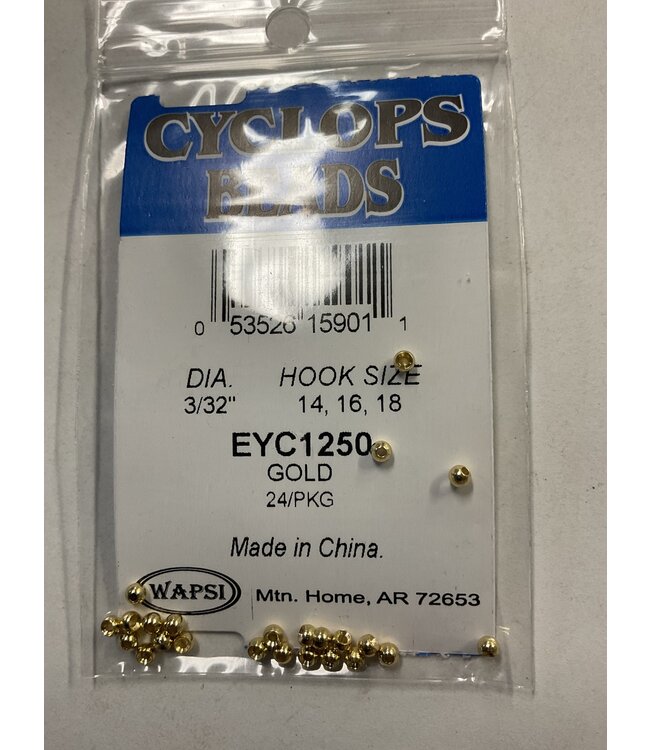 CYCLOPS
BEADS
0 53526 15901 1
DIA. HOOK SIZE
3/32" 14, 16, 18
EYC1250
GOLD
24/PKG
Made in China.
WAPSI Mtn. Home, AR 72653